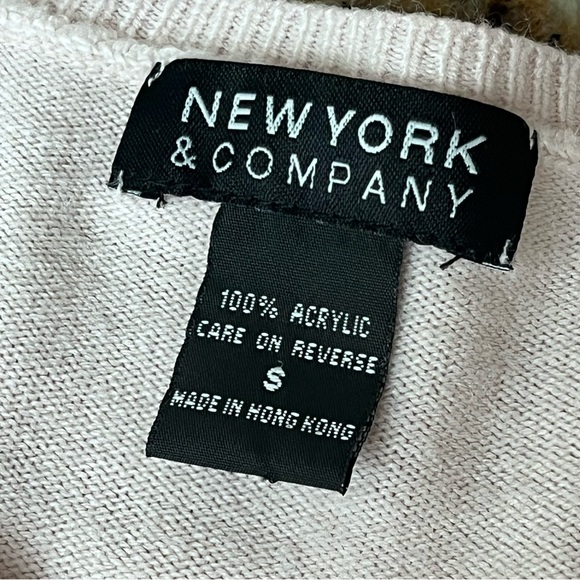 NEW YORK
& COMPANY
100% ACRYLIC
CARE ON REVERSE
S
MADE IN HONG KONG